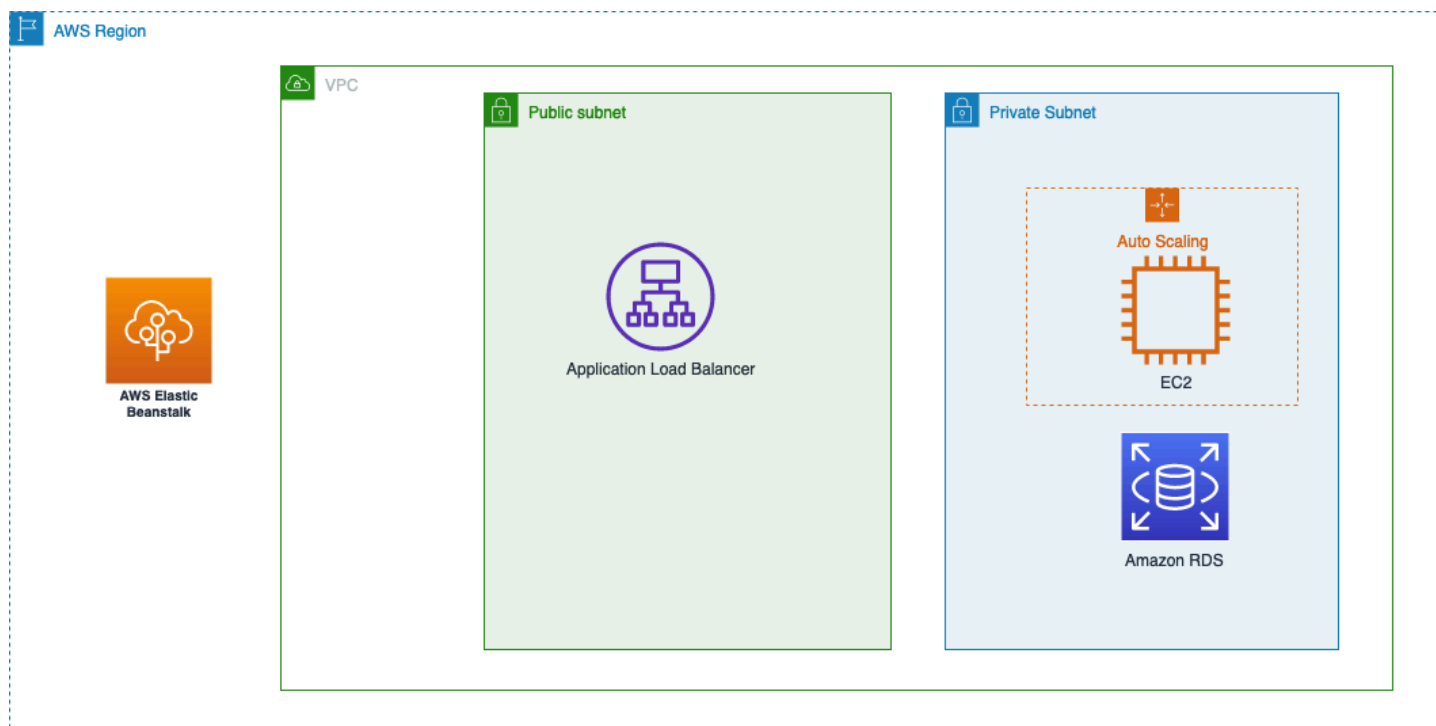 AWS Region
VPC
Public subnet
Private Subnet
Auto Scaling
Application Load Balancer
EC2
AWS Elastic
Beanstalk
Amazon RDS